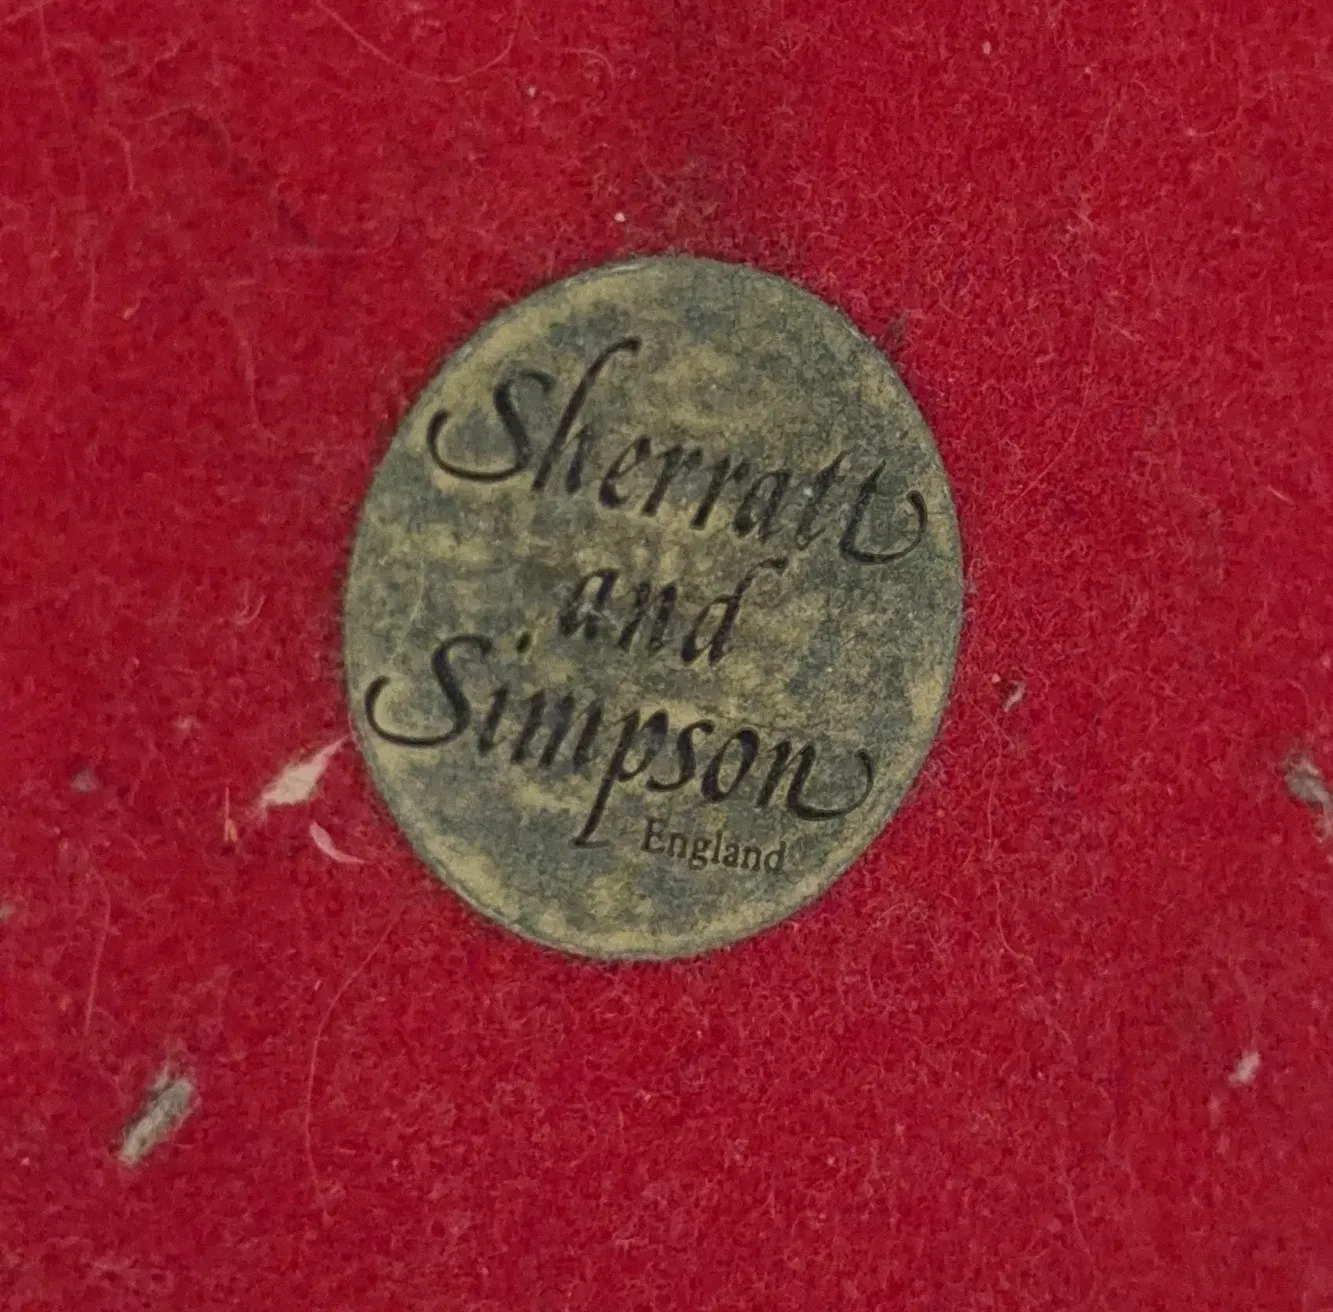 Sherratt
and
Simpson
England